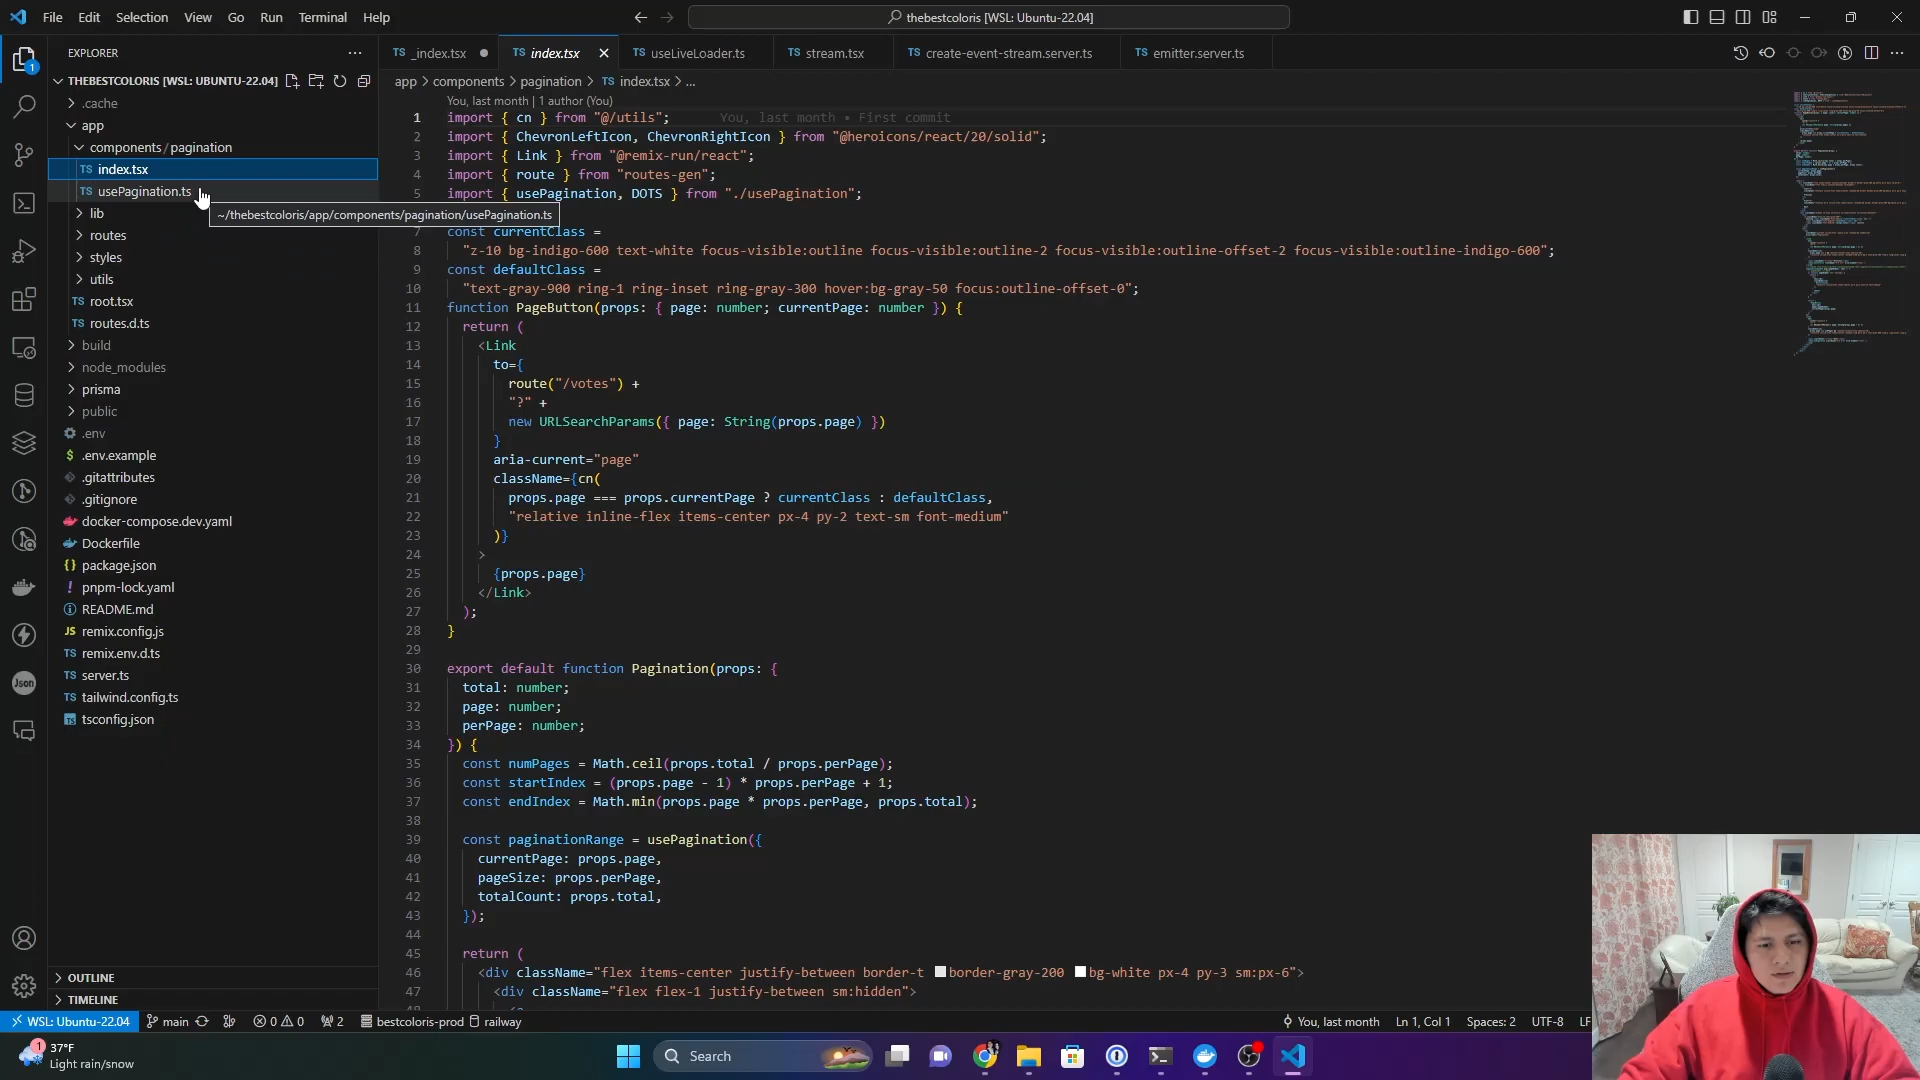 File Edit Selection View Go Run Terminal Help
thebestcoloris [WSL: Ubuntu-22.04]
EXPLORER
THEBESTCOLORIS [WSL: UBUNTU-22.04]
.cache
app
components / pagination
TS index.tsx
TS usePagination.ts
~/thebestcoloris/app/components/pagination/usePagination.ts
lib
routes
styles
utils
TS root.tsx
TS routes.d.ts
build
node_modules
prisma
public
.env
$ .env.example
.gitattributes
.gitignore
docker-compose.dev.yaml
Dockerfile
{} package.json
! pnpm-lock.yaml
README.md
JS remix.config.js
TS remix.env.d.ts
TS server.ts
TS tailwind.config.ts
tsconfig.json
OUTLINE
TIMELINE
1
Json
TS _index.tsx
TS index.tsx
TS useLiveLoader.ts
TS stream.tsx
TS create-event-stream.server.ts
TS emitter.server.ts
app > components > pagination > TS index.tsx > ...
You, last month | 1 author (You)
1 import { cn } from "@/utils"; You, last month • First commit
2 import { ChevronLeftIcon, ChevronRightIcon } from "@heroicons/react/20/solid";
3 import { Link } from "@remix-run/react";
4 import { route } from "routes-gen";
5 import { usePagination, DOTS } from "./usePagination";
7 const currentClass =
8 "z-10 bg-indigo-600 text-white focus-visible:outline focus-visible:outline-2 focus-visible:outline-offset-2 focus-visible:outline-indigo-600";
9 const defaultClass =
10 "text-gray-900 ring-1 ring-inset ring-gray-300 hover:bg-gray-50 focus:outline-offset-0";
11 function PageButton(props: { page: number; currentPage: number }) {
12 return (
13 <Link
14 to={
15 route("/votes") +
16 "?" +
17 new URLSearchParams({ page: String(props.page) })
18 }
19 aria-current="page"
20 className={cn(
21 props.page === props.currentPage ? currentClass : defaultClass,
22 "relative inline-flex items-center px-4 py-2 text-sm font-medium"
23 )}
24 >
25 {props.page}
26 </Link>
27 );
28 }
29
30 export default function Pagination(props: {
31 total: number;
32 page: number;
33 perPage: number;
34 }) {
35 const numPages = Math.ceil(props.total / props.perPage);
36 const startIndex = (props.page - 1) * props.perPage + 1;
37 const endIndex = Math.min(props.page * props.perPage, props.total);
38
39 const paginationRange = usePagination({
40 currentPage: props.page,
41 pageSize: props.perPage,
42 totalCount: props.total,
43 });
44
45 return (
46 <div className="flex items-center justify-between border-t border-gray-200 bg-white px-4 py-3 sm:px-6">
47 <div className="flex flex-1 justify-between sm:hidden">
WSL: Ubuntu-22.04 main 0 0 2 bestcoloris-prod railway
You, last month Ln 1, Col 1 Spaces: 2 UTF-8 LF
1 37°F
Light rain/snow
Search